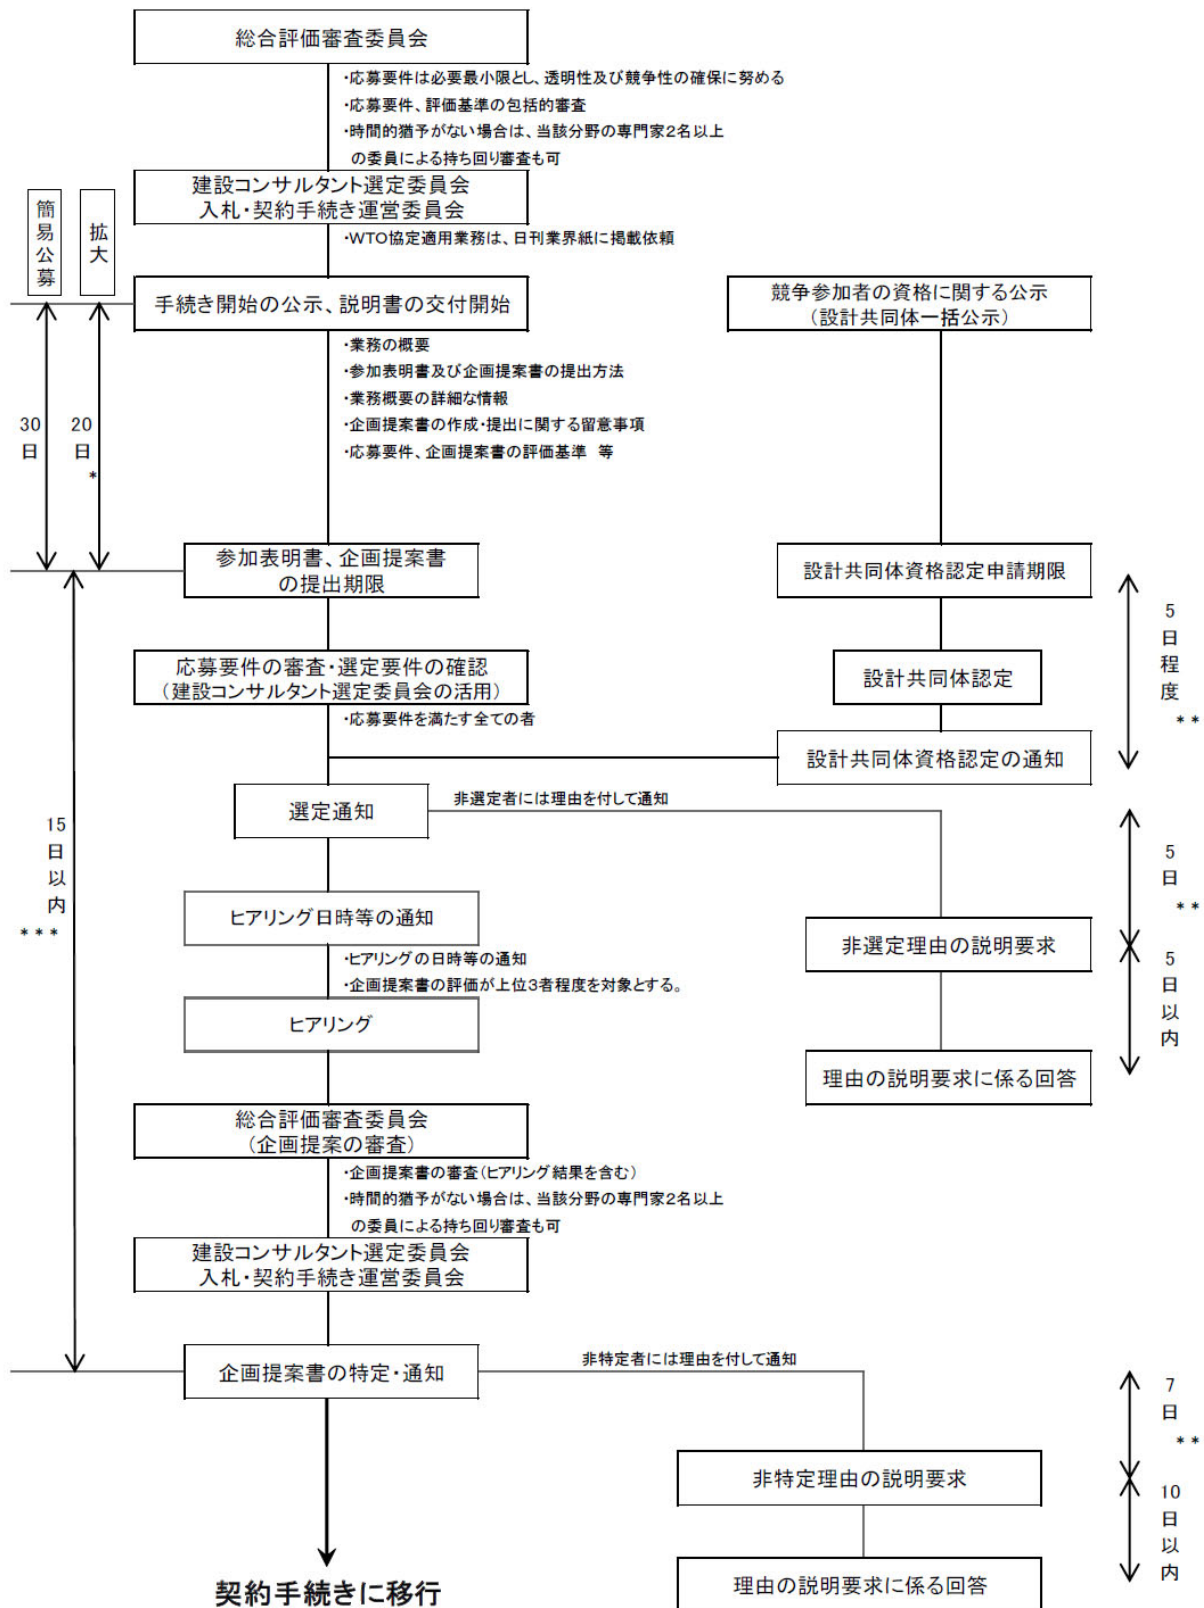 総合評価審査委員会
・応募要件は必要最小限とし、透明性及び競争性の確保に努める
・応募要件、評価基準の包括的審査
・時間的猶予がない場合は、当該分野の専門家2名以上
の委員による持ち回り審査も可
建設コンサルタント選定委員会
入札・契約手続き運営委員会
・WTO協定適用業務は、日刊業界紙に掲載依頼
簡易公募
拡大
手続き開始の公示、説明書の交付開始
競争参加者の資格に関する公示
（設計共同体一括公示）
・業務の概要
・参加表明書及び企画提案書の提出方法
・業務概要の詳細な情報
・企画提案書の作成・提出に関する留意事項
・応募要件、企画提案書の評価基準　等
30日
20日*
参加表明書、企画提案書
の提出期限
設計共同体資格認定申請期限
5日程度**
応募要件の審査・選定要件の確認
（建設コンサルタント選定委員会の活用）
設計共同体認定
・応募要件を満たす全ての者
設計共同体資格認定の通知
選定通知
非選定者には理由を付して通知
15日以内***
5日**
ヒアリング日時等の通知
非選定理由の説明要求
・ヒアリングの日時等の通知
・企画提案書の評価が上位3者程度を対象とする。
5日以内
ヒアリング
理由の説明要求に係る回答
総合評価審査委員会
（企画提案の審査）
・企画提案書の審査（ヒアリング結果を含む）
・時間的猶予がない場合は、当該分野の専門家2名以上
の委員による持ち回り審査も可
建設コンサルタント選定委員会
入札・契約手続き運営委員会
企画提案書の特定・通知
非特定者には理由を付して通知
7日**
非特定理由の説明要求
10日以内
契約手続きに移行
理由の説明要求に係る回答